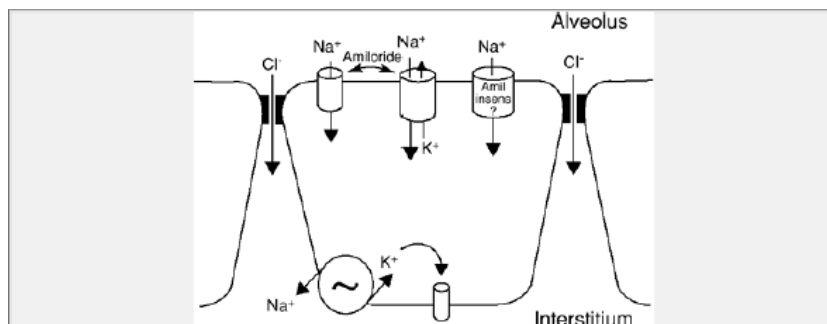 Alveolus
Na⁺
Na⁺
Na⁺
Cl⁻
Amiloride
Cl⁻
Amil
insens
?
K⁺
K⁺
~
Na⁺
Interstitium